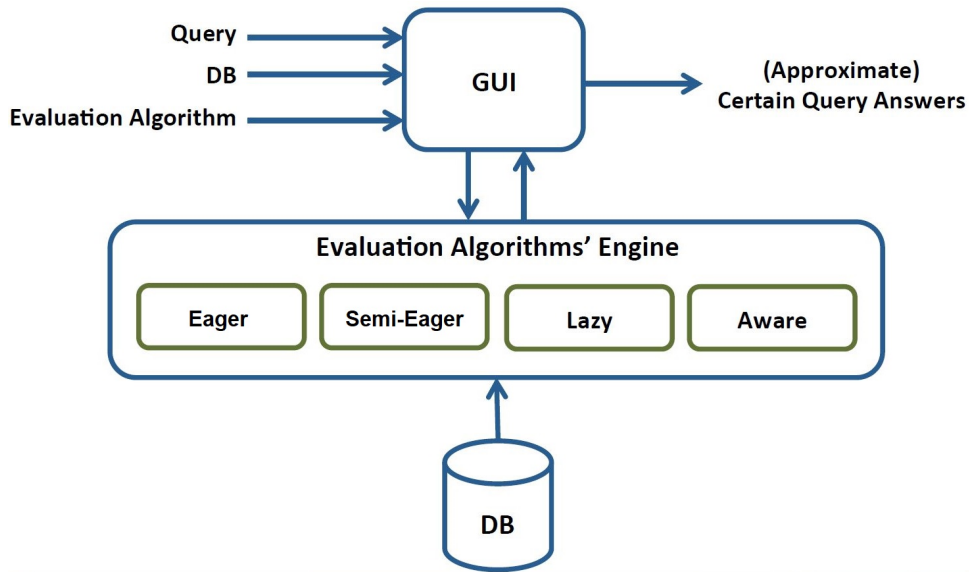 Query
DB
Evaluation Algorithm
GUI
(Approximate)
Certain Query Answers
Evaluation Algorithms’ Engine
Eager
Semi-Eager
Lazy
Aware
DB